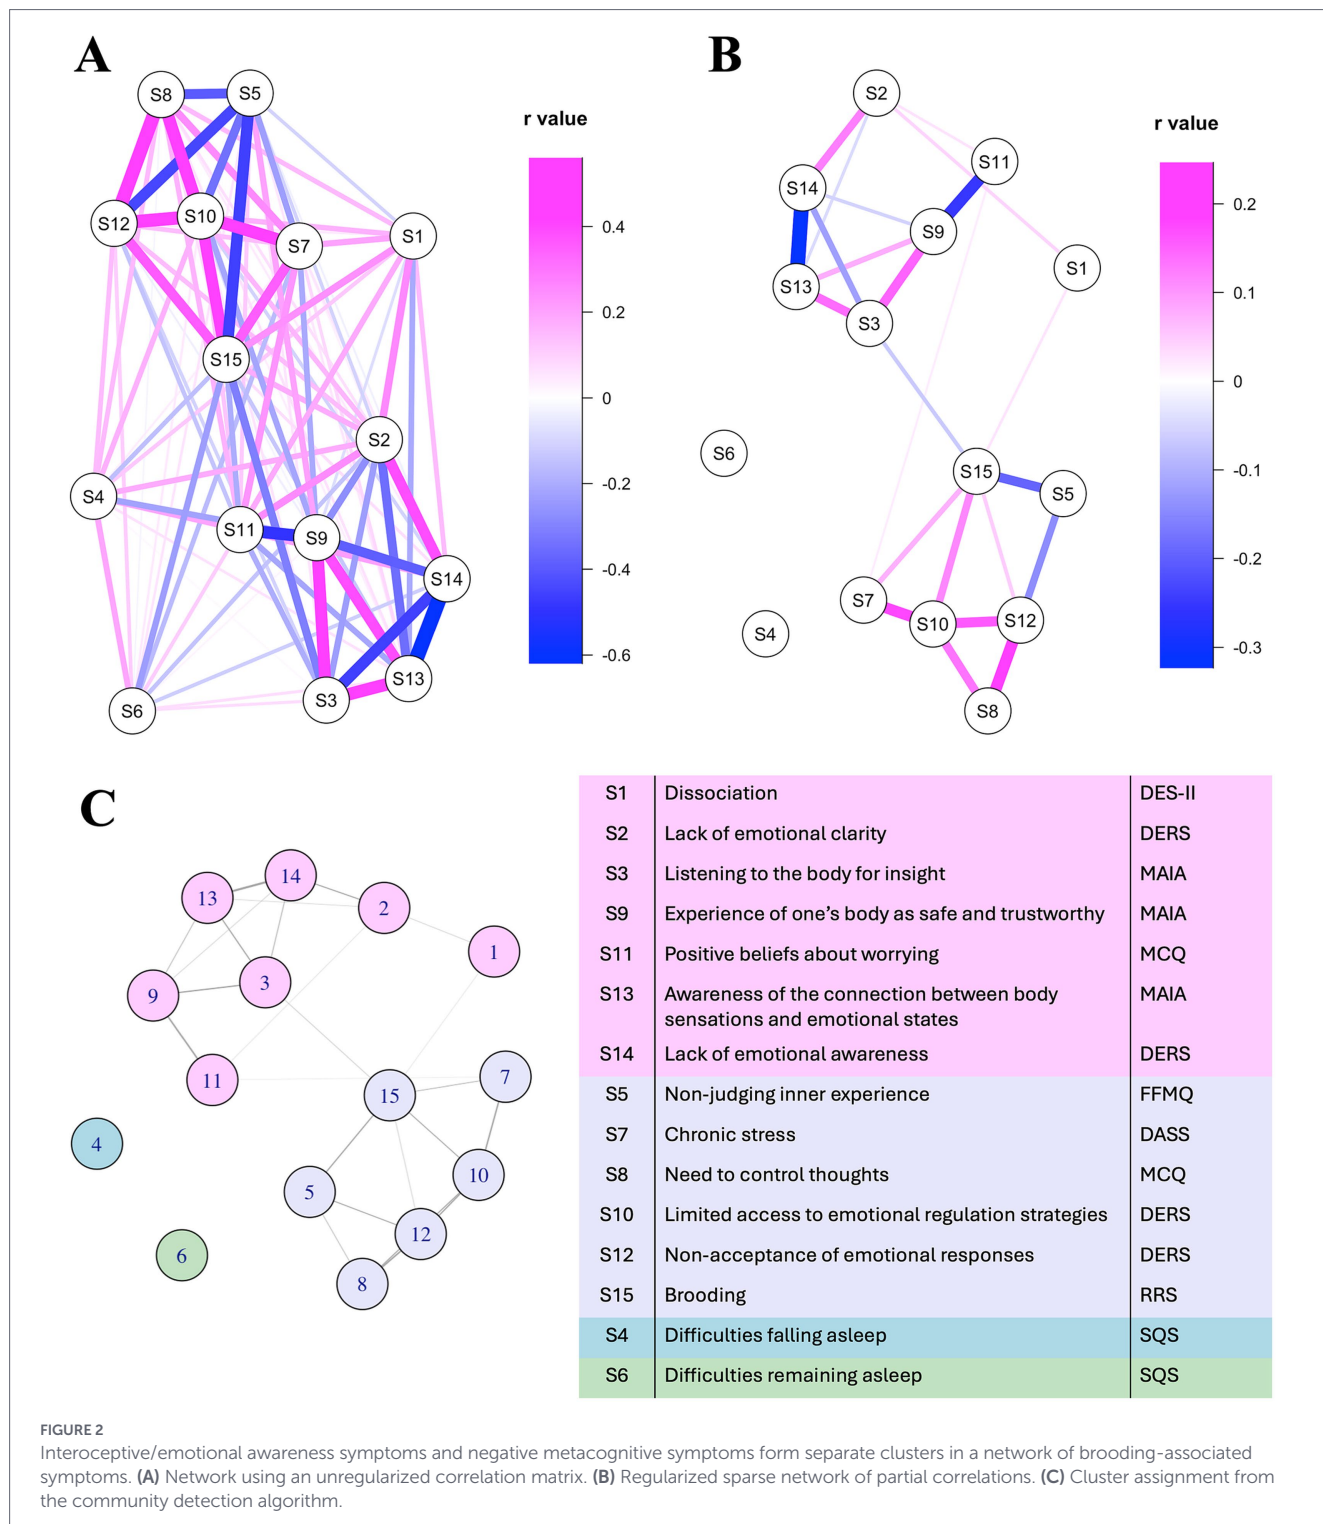 A
B
S8
S5
S12
S10
S7
S1
S15
S4
S2
S11
S9
S14
S6
S3
S13
r value
0.4
0.2
0
-0.2
-0.4
-0.6
S2
S11
S14
S9
S1
S13
S3
S6
S15
S5
S4
S7
S10
S12
S8
r value
0.2
0.1
0
-0.1
-0.2
-0.3
C
14
13
2
1
3
9
11
7
15
4
10
5
12
6
8
S1 Dissociation DES-II
S2 Lack of emotional clarity DERS
S3 Listening to the body for insight MAIA
S9 Experience of one's body as safe and trustworthy MAIA
S11 Positive beliefs about worrying MCQ
S13 Awareness of the connection between body MAIA
sensations and emotional states
S14 Lack of emotional awareness DERS
S5 Non-judging inner experience FFMQ
S7 Chronic stress DASS
S8 Need to control thoughts MCQ
S10 Limited access to emotional regulation strategies DERS
S12 Non-acceptance of emotional responses DERS
S15 Brooding RRS
S4 Difficulties falling asleep SQS
S6 Difficulties remaining asleep SQS
FIGURE 2
Interoceptive/emotional awareness symptoms and negative metacognitive symptoms form separate clusters in a network of brooding-associated
symptoms. (A) Network using an unregularized correlation matrix. (B) Regularized sparse network of partial correlations. (C) Cluster assignment from
the community detection algorithm.